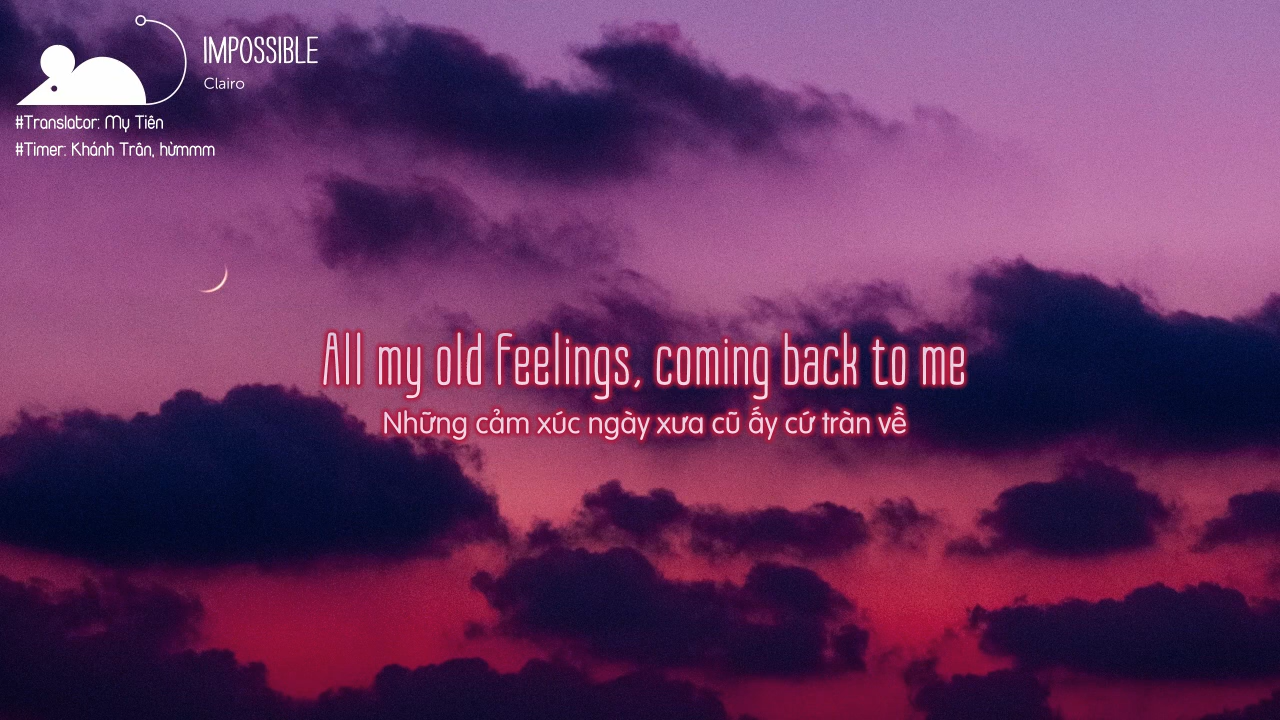 IMPOSSIBLE
Clairo
#Translator: Mỵ Tiên
#Timer: Khánh Trân, hừmmm
All my old feelings, coming back to me
Những cảm xúc ngày xưa cũ ấy cứ tràn về